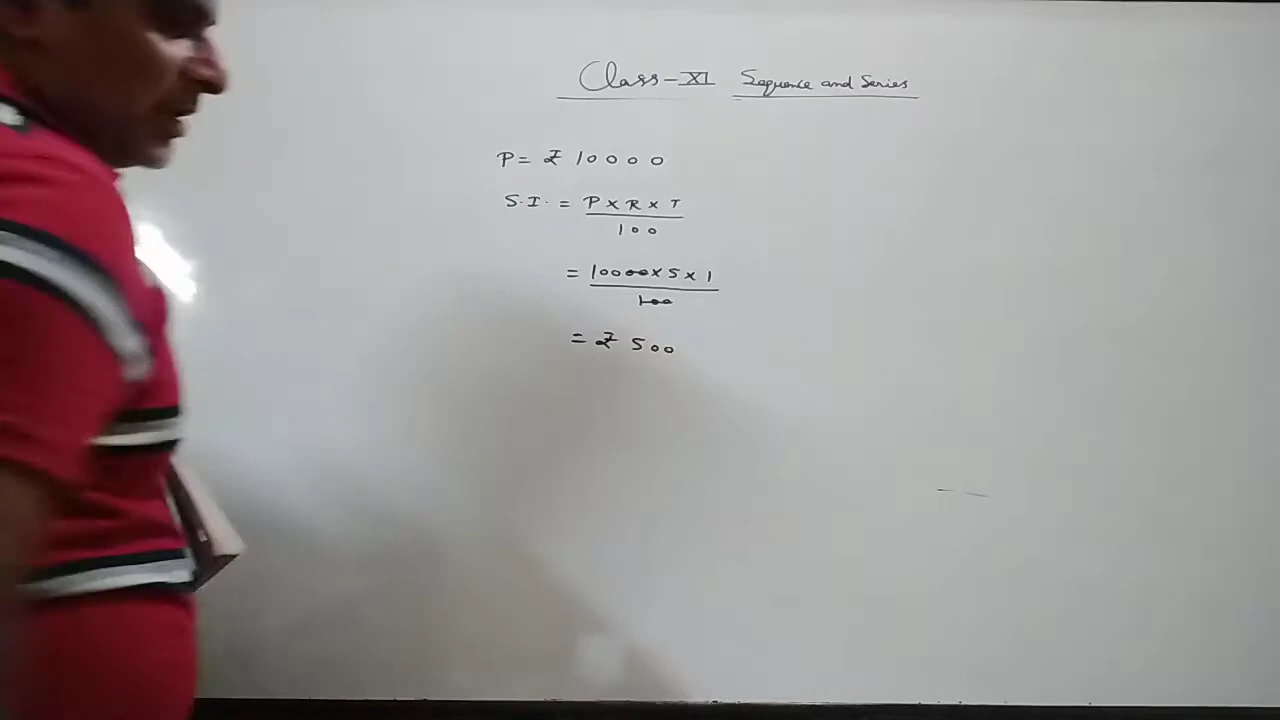 Class-XI Sequence and Series
P = ₹ 10000
S.I. = P × R × T
100
= 10000 × 5 × 1
100
= ₹ 500